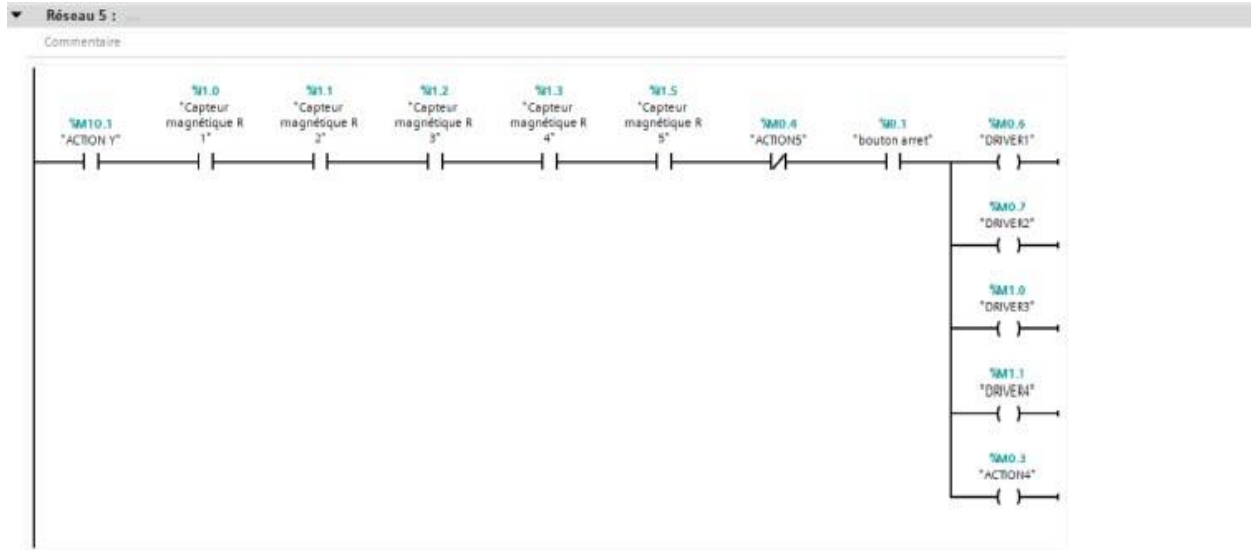 Réseau 5 : ...
Commentaire
%M10.1
"ACTION Y"
%I1.0
"Capteur
magnétique R
1"
%I1.1
"Capteur
magnétique R
2"
%I1.2
"Capteur
magnétique R
3"
%I1.3
"Capteur
magnétique R
4"
%I1.5
"Capteur
magnétique R
5"
%M0.4
"ACTION5"
%I0.1
"bouton arret"
%M0.6
"DRIVER1"
%M0.7
"DRIVER2"
%M1.0
"DRIVER3"
%M1.1
"DRIVER4"
%M0.3
"ACTION4"